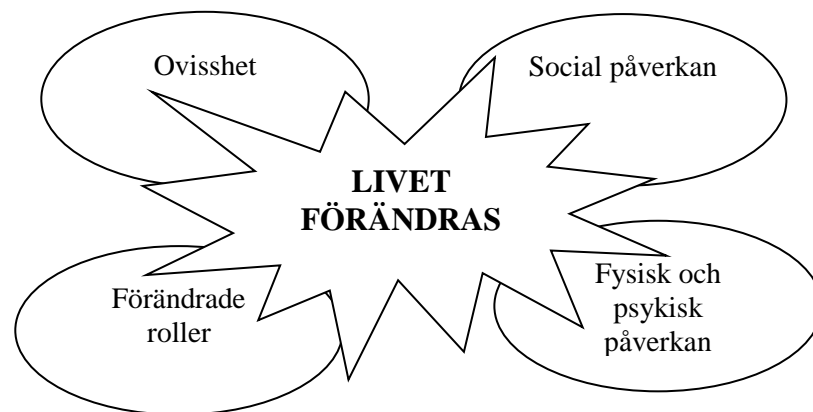 Ovisshet
Social påverkan
LIVET
FÖRÄNDRAS
Förändrade
roller
Fysisk och
psykisk
påverkan